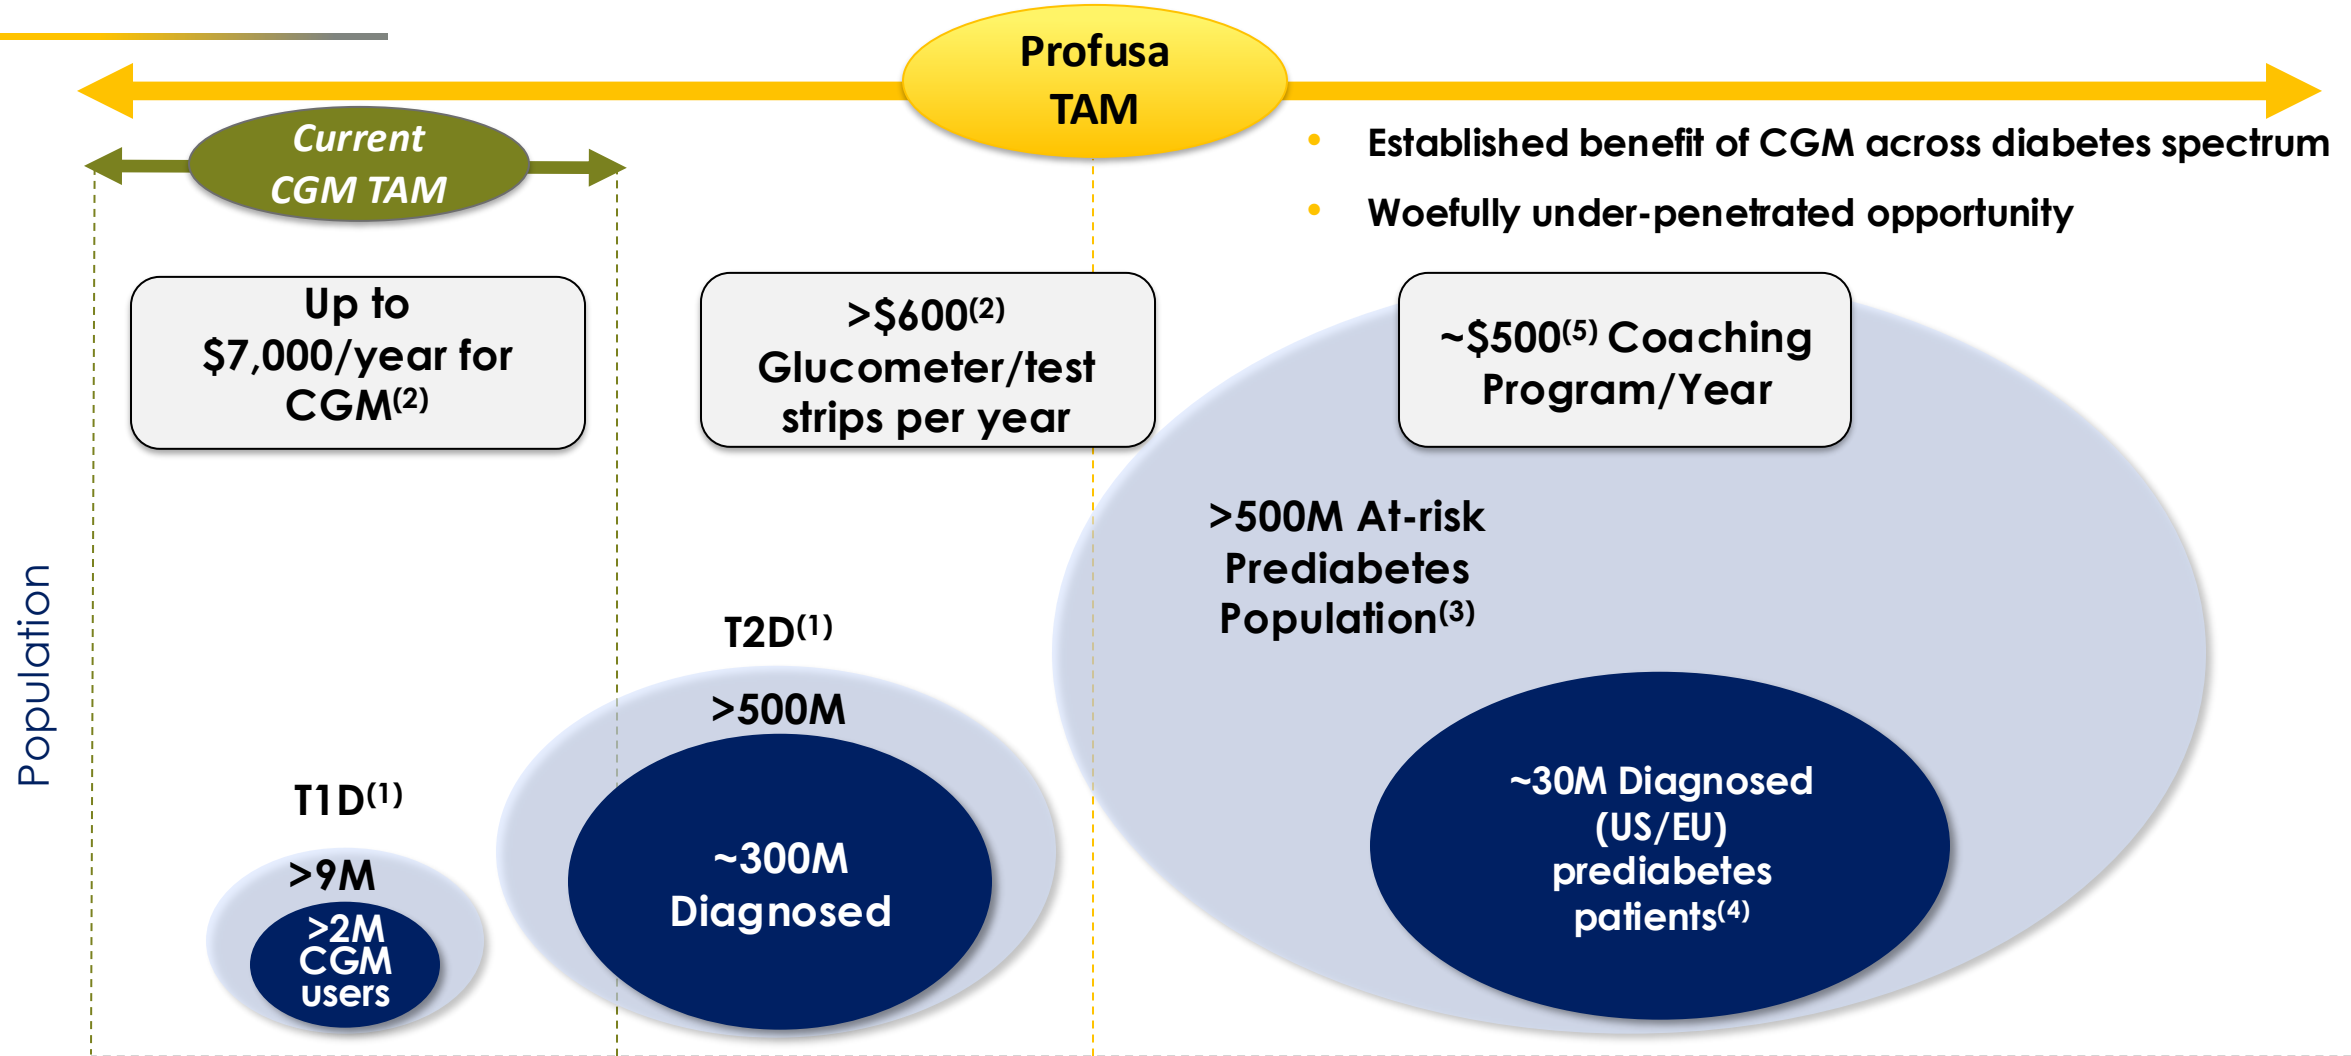 Profusa
TAM
Current
CGM TAM
• Established benefit of CGM across diabetes spectrum
• Woefully under-penetrated opportunity
Up to
$7,000/year for
CGM(2)
>$600(2)
Glucometer/test
strips per year
~$500(5) Coaching
Program/Year
>500M At-risk
Prediabetes
Population(3)
Population
T2D(1)
>500M
~300M
Diagnosed
T1D(1)
>9M
>2M
CGM
users
~30M Diagnosed
(US/EU)
prediabetes
patients(4)